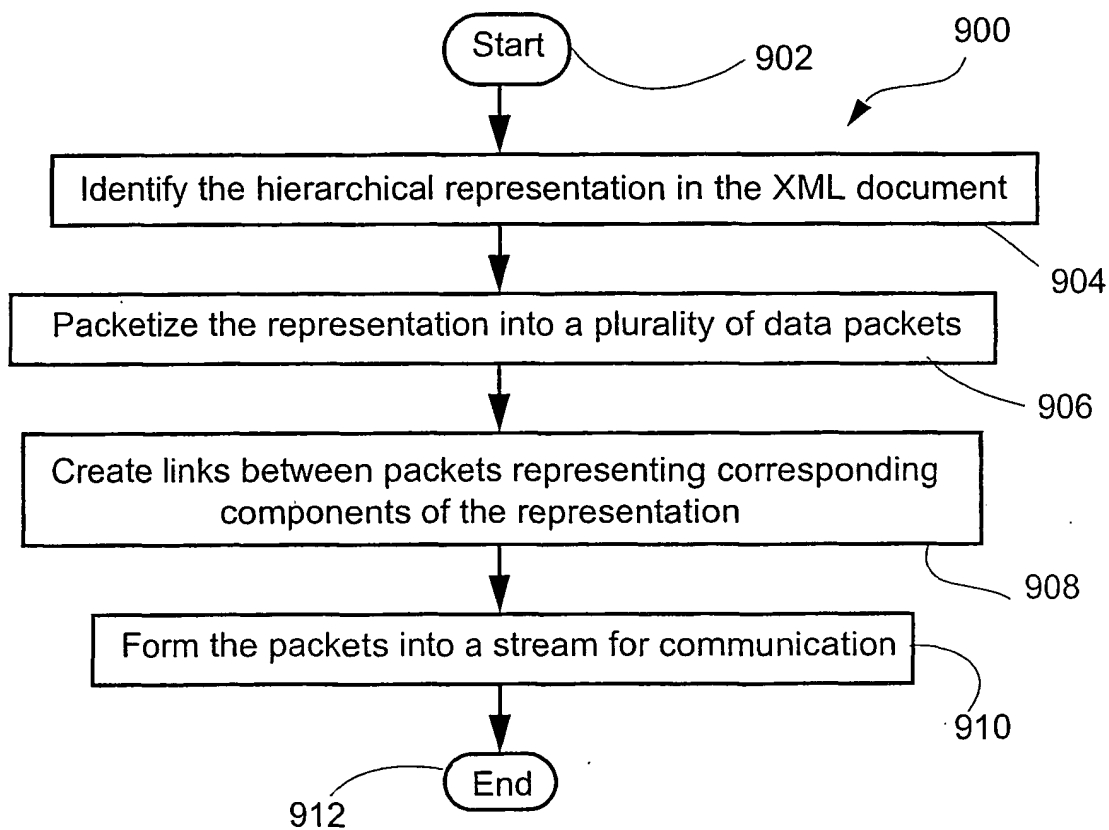 Start
902
900
Identify the hierarchical representation in the XML document
904
Packetize the representation into a plurality of data packets
906
Create links between packets representing corresponding
components of the representation
908
Form the packets into a stream for communication
910
End
912